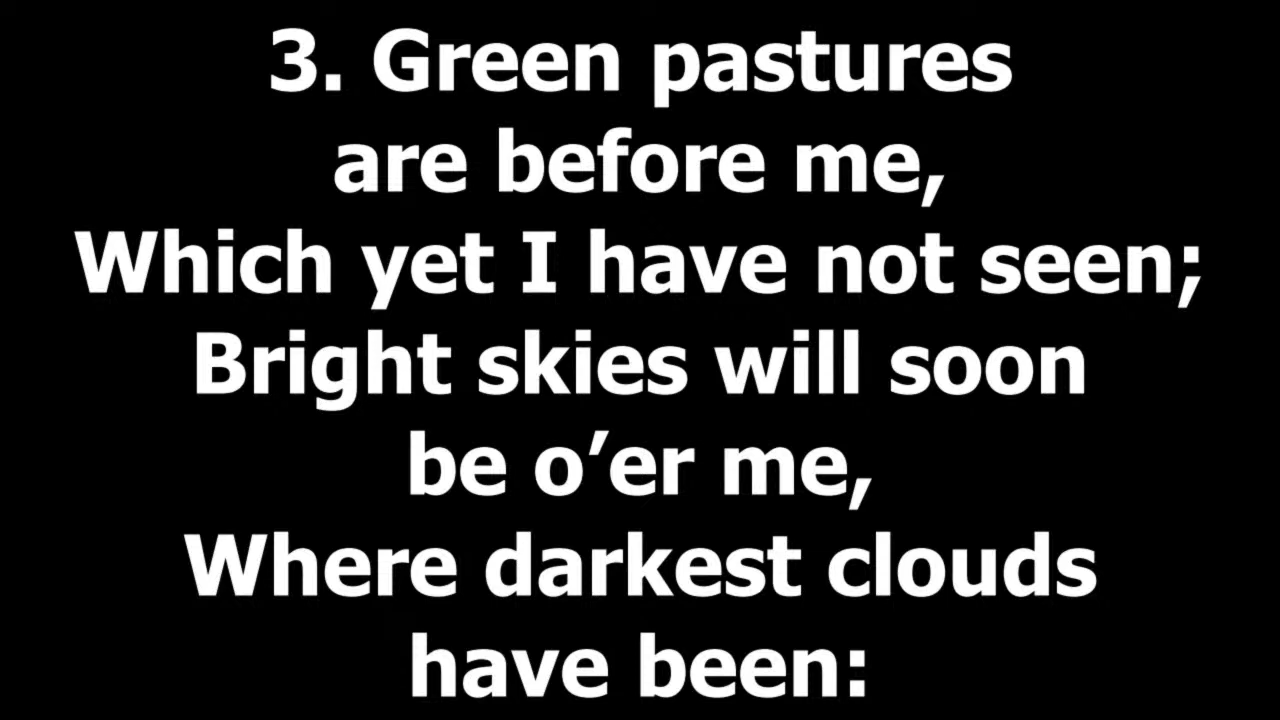 3. Green pastures
are before me,
Which yet I have not seen;
Bright skies will soon
be o’er me,
Where darkest clouds
have been: